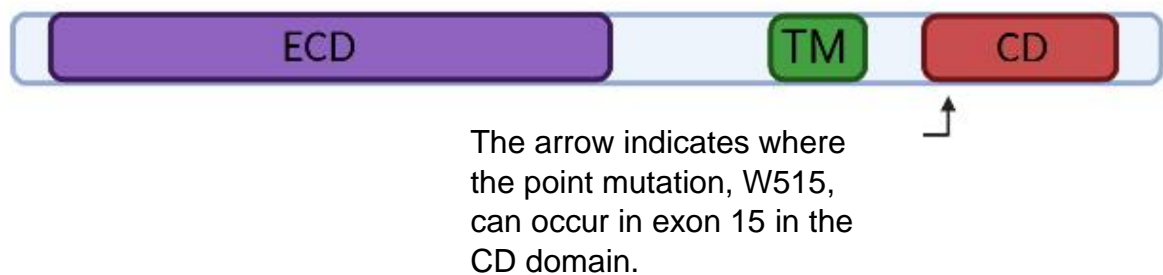 ECD TM CD
The arrow indicates where
the point mutation, W515,
can occur in exon 15 in the
CD domain.